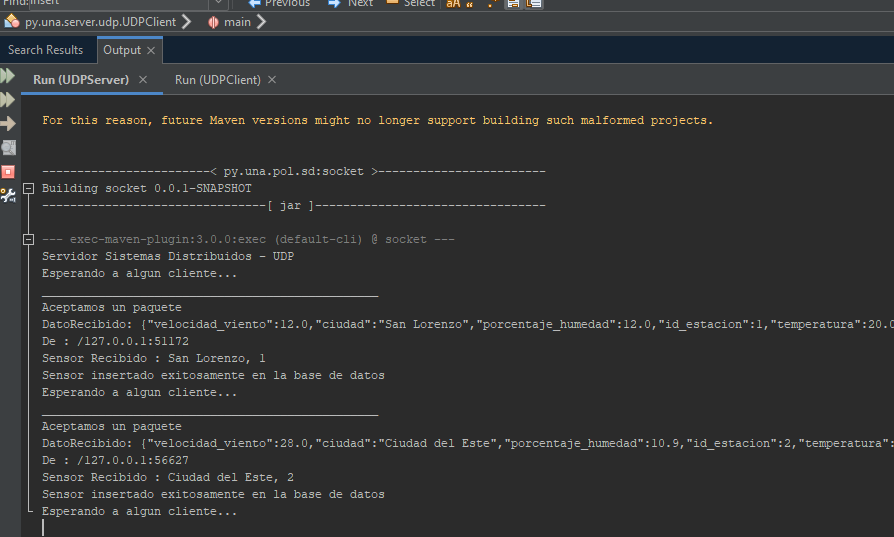 Find: insert Previous Next Select
py.una.server.udp.UDPClient main
Search Results Output
Run (UDPServer) Run (UDPClient)
For this reason, future Maven versions might no longer support building such malformed projects.
------------------------< py.una.pol.sd:socket >------------------------
Building socket 0.0.1-SNAPSHOT
--------------------------------[ jar ]---------------------------------
--- exec-maven-plugin:3.0.0:exec (default-cli) @ socket ---
Servidor Sistemas Distribuidos - UDP
Esperando a algun cliente...
________________________________________________
Aceptamos un paquete
DatoRecibido: {"velocidad_viento":12.0,"ciudad":"San Lorenzo","porcentaje_humedad":12.0,"id_estacion":1,"temperatura":20.0
De : /127.0.0.1:51172
Sensor Recibido : San Lorenzo, 1
Sensor insertado exitosamente en la base de datos
Esperando a algun cliente...
________________________________________________
Aceptamos un paquete
DatoRecibido: {"velocidad_viento":28.0,"ciudad":"Ciudad del Este","porcentaje_humedad":10.9,"id_estacion":2,"temperatura":
De : /127.0.0.1:56627
Sensor Recibido : Ciudad del Este, 2
Sensor insertado exitosamente en la base de datos
Esperando a algun cliente...